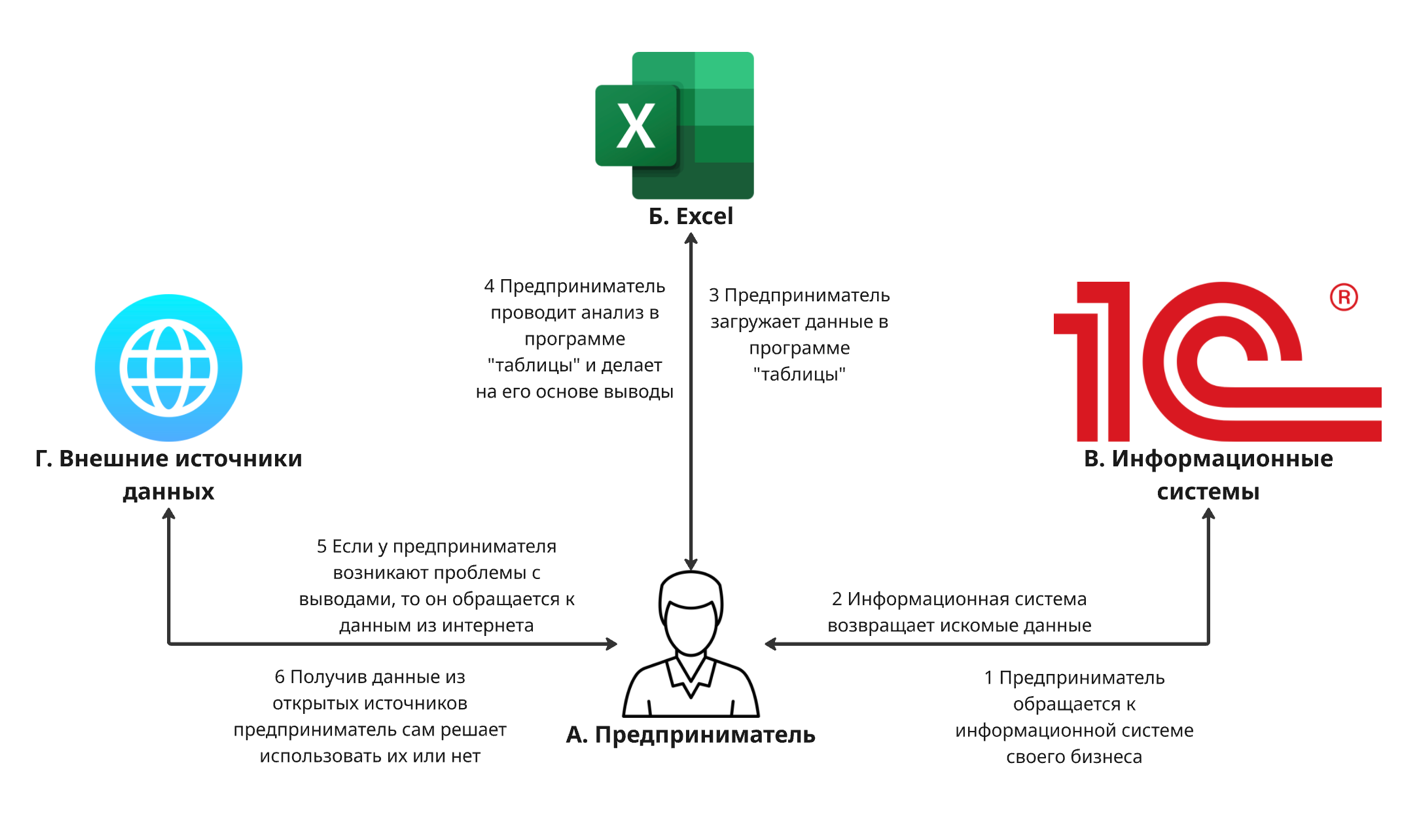 X
Б. Excel
4 Предприниматель
проводит анализ в
программе
"таблицы" и делает
на его основе выводы
3 Предприниматель
загружает данные в
программе
"таблицы"
1С ®
Г. Внешние источники
данных
В. Информационные
системы
5 Если у предпринимателя
возникают проблемы с
выводами, то он обращается к
данным из интернета
2 Информационная система
возвращает искомые данные
6 Получив данные из
открытых источников
предприниматель сам решает
использовать их или нет
1 Предприниматель
обращается к
информационной системе
своего бизнеса
А. Предприниматель